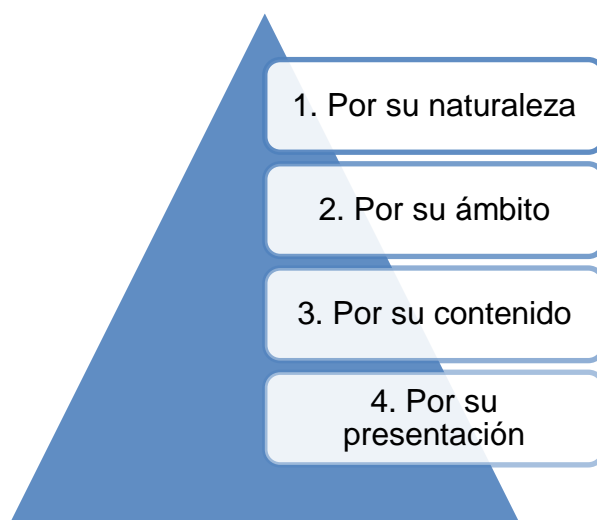 1. Por su naturaleza
2. Por su ámbito
3. Por su contenido
4. Por su
presentación